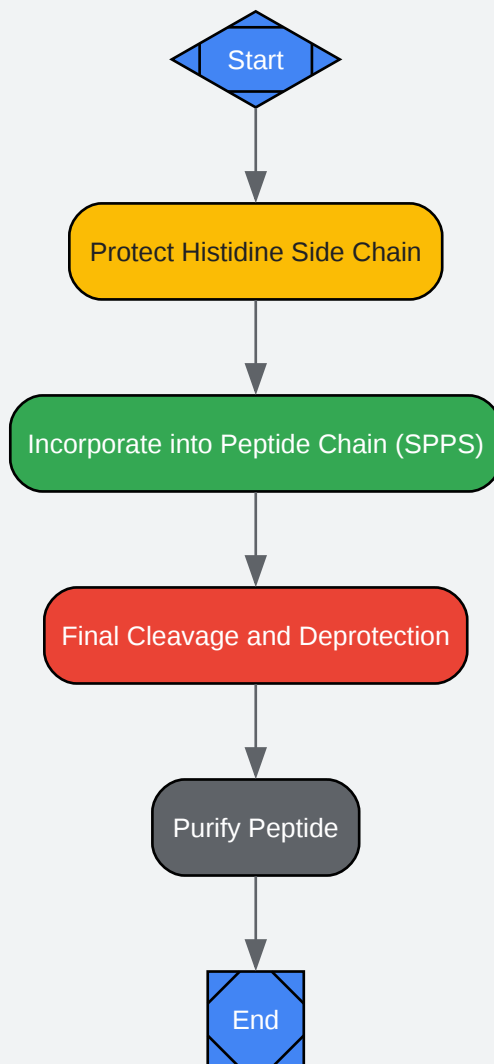 Start
Protect Histidine Side Chain
Incorporate into Peptide Chain (SPPS)
Final Cleavage and Deprotection
Purify Peptide
End